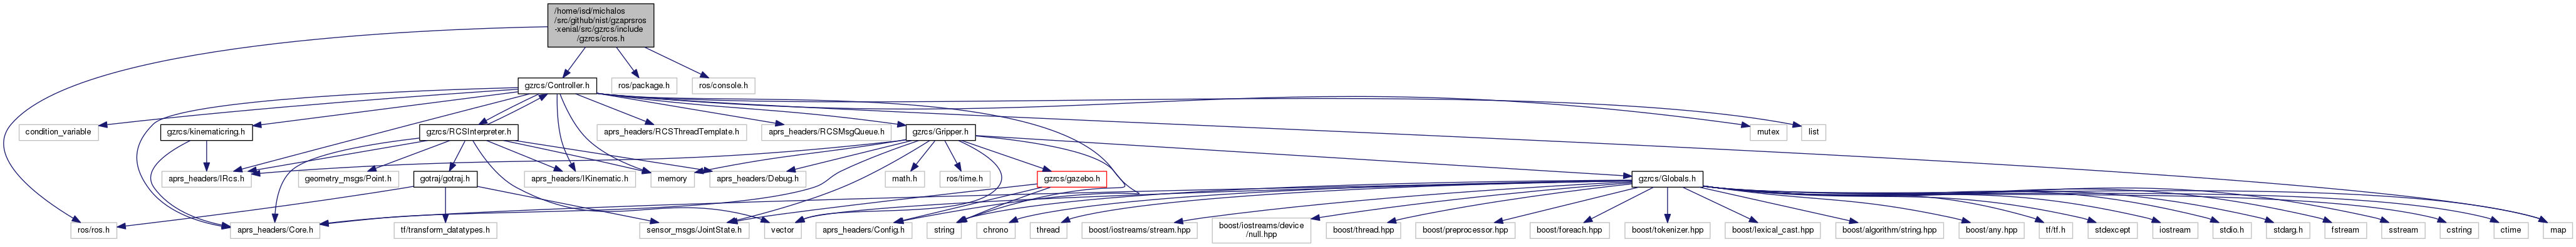 /home/isd/michalos
/src/github/nist/gzaprsros
-xenial/src/gzrcs/include
/gzrcs/cros.h
gzrcs/Controller.h
ros/package.h
ros/console.h
condition_variable
gzrcs/kinematicring.h
gzrcs/RCSInterpreter.h
aprs_headers/RCSThreadTemplate.h
aprs_headers/RCSMsgQueue.h
gzrcs/Gripper.h
mutex
list
aprs_headers/IRcs.h
geometry_msgs/Point.h
gotraj/gotraj.h
aprs_headers/IKinematic.h
memory
aprs_headers/Debug.h
math.h
ros/time.h
gzrcs/gazebo.h
gzrcs/Globals.h
ros/ros.h
aprs_headers/Core.h
tf/transform_datatypes.h
sensor_msgs/JointState.h
vector
aprs_headers/Config.h
string
chrono
thread
boost/iostreams/stream.hpp
boost/iostreams/device
/null.hpp
boost/thread.hpp
boost/preprocessor.hpp
boost/foreach.hpp
boost/tokenizer.hpp
boost/lexical_cast.hpp
boost/algorithm/string.hpp
boost/any.hpp
tf/tf.h
stdexcept
iostream
stdio.h
stdarg.h
fstream
sstream
cstring
ctime
map